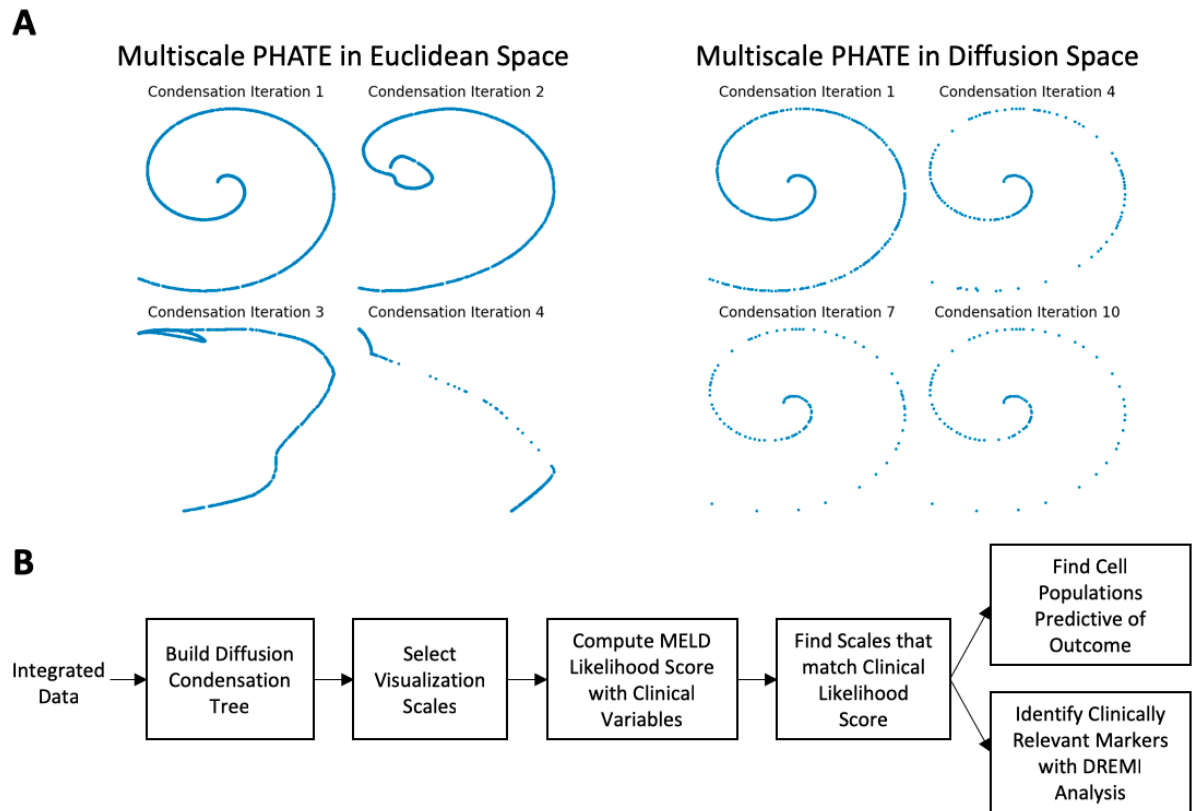 A
Multiscale PHATE in Euclidean Space
Condensation Iteration 1
Condensation Iteration 2
Condensation Iteration 3
Condensation Iteration 4
Multiscale PHATE in Diffusion Space
Condensation Iteration 1
Condensation Iteration 4
Condensation Iteration 7
Condensation Iteration 10
B
Integrated
Data
Build Diffusion
Condensation
Tree
Select
Visualization
Scales
Compute MELD
Likelihood Score
with Clinical
Variables
Find Scales that
match Clinical
Likelihood
Score
Find Cell
Populations
Predictive of
Outcome
Identify Clinically
Relevant Markers
with DREMI
Analysis